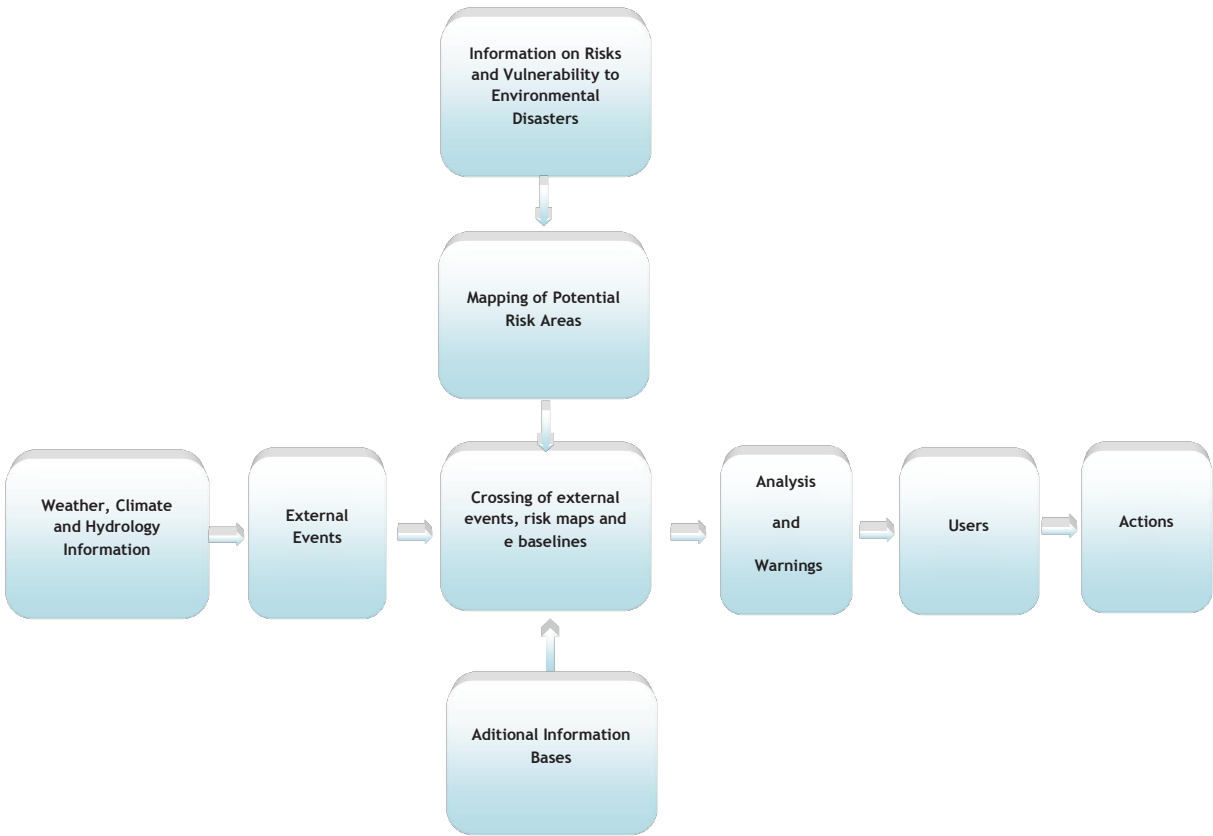 Information on Risks
and Vulnerability to
Environmental
Disasters
Mapping of Potential
Risk Areas
Weather, Climate
and Hydrology
Information
External
Events
Crossing of external
events, risk maps and
e baselines
Analysis
and
Warnings
Users
Actions
Aditional Information
Bases